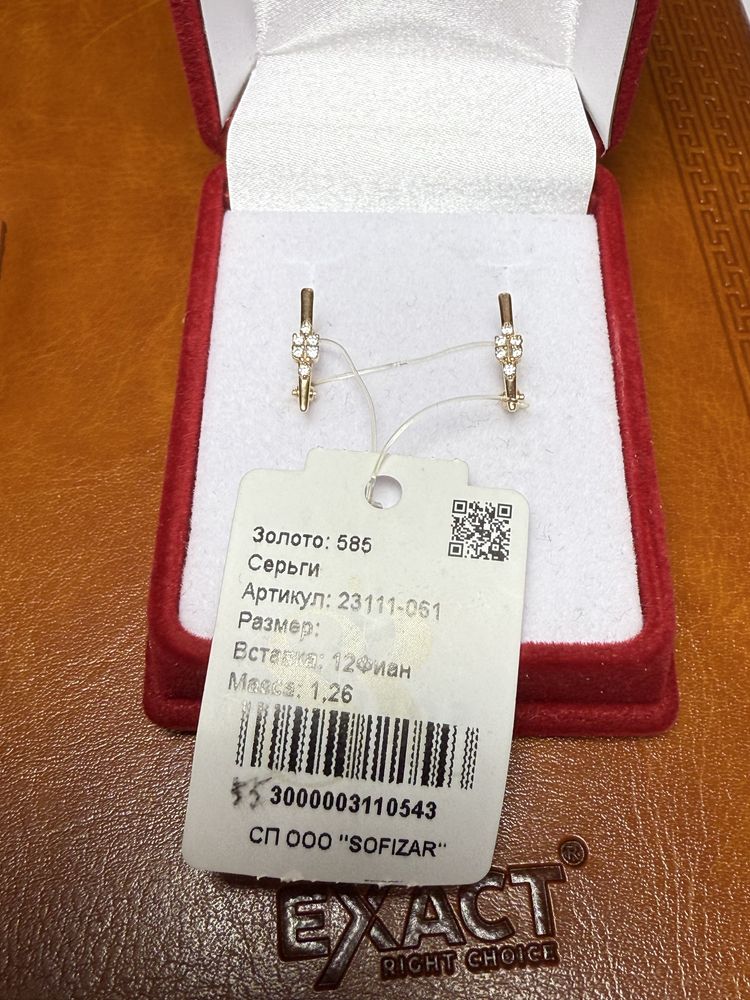 Золото: 585
Серьги
Артикул: 23111-061
Размер:
Вставка: 12Фиан
Масса: 1,26
55 3000003110543
СП ООО "SOFIZAR"
EXACT®
RIGHT CHOICE